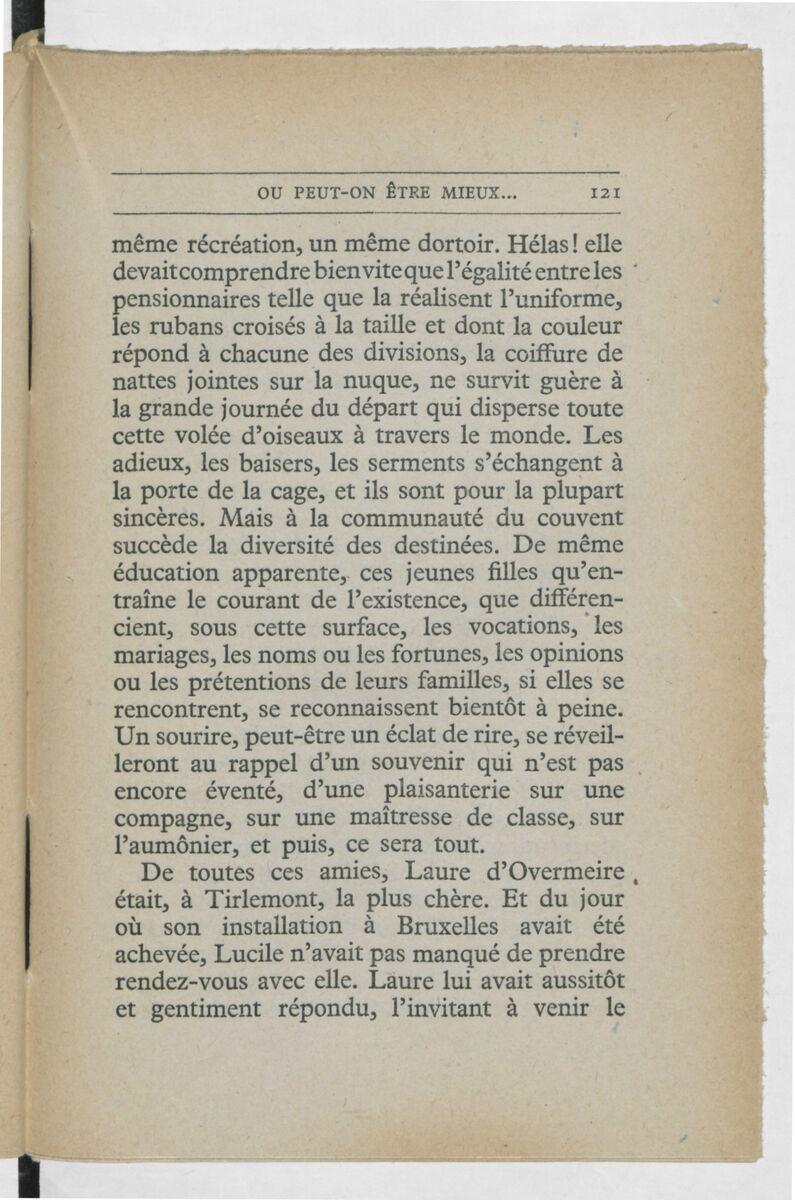 OU PEUT-ON ÊTRE MIEUX... 121
même récréation, un même dortoir. Hélas! elle
devait comprendre bien vite que l'égalité entre les
pensionnaires telle que la réalisent l'uniforme,
les rubans croisés à la taille et dont la couleur
répond à chacune des divisions, la coiffure de
nattes jointes sur la nuque, ne survit guère à
la grande journée du départ qui disperse toute
cette volée d'oiseaux à travers le monde. Les
adieux, les baisers, les serments s'échangent à
la porte de la cage, et ils sont pour la plupart
sincères. Mais à la communauté du couvent
succède la diversité des destinées. De même
éducation apparente, ces jeunes filles qu'en-
traîne le courant de l'existence, que différen-
cient, sous cette surface, les vocations, les
mariages, les noms ou les fortunes, les opinions
ou les prétentions de leurs familles, si elles se
rencontrent, se reconnaissent bientôt à peine.
Un sourire, peut-être un éclat de rire, se réveil-
leront au rappel d'un souvenir qui n'est pas
encore éventé, d'une plaisanterie sur une
compagne, sur une maîtresse de classe, sur
l'aumônier, et puis, ce sera tout.
De toutes ces amies, Laure d'Overmeire
était, à Tirlemont, la plus chère. Et du jour
où son installation à Bruxelles avait été
achevée, Lucile n'avait pas manqué de prendre
rendez-vous avec elle. Laure lui avait aussitôt
et gentiment répondu, l'invitant à venir le